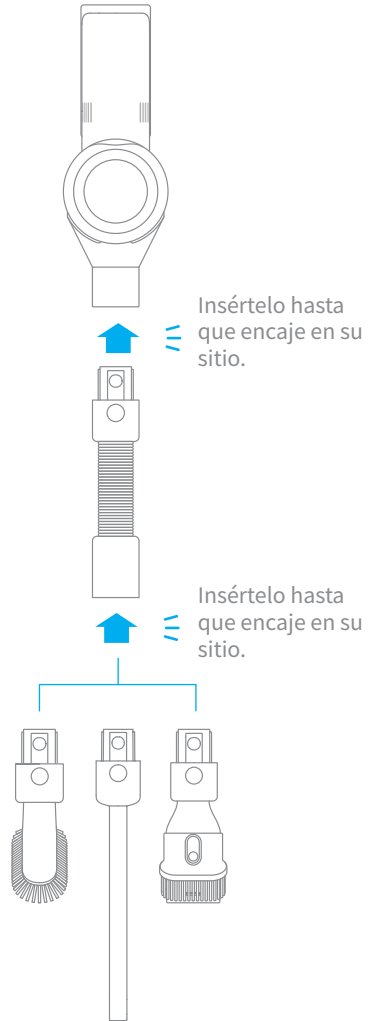 Insértelo hasta
que encaje en su
sitio.
Insértelo hasta
que encaje en su
sitio.